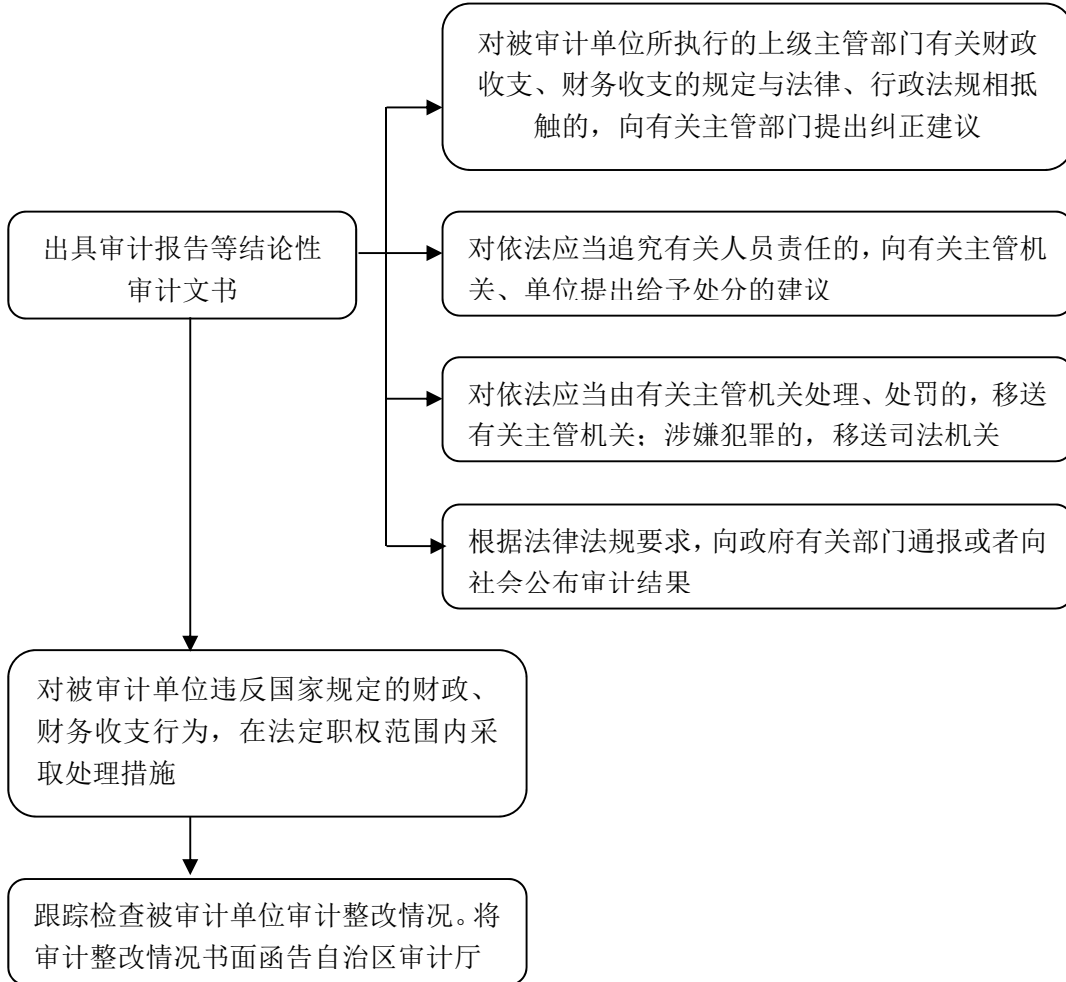 对被审计单位所执行的上级主管部门有关财政
收支、财务收支的规定与法律、行政法规相抵
触的，向有关主管部门提出纠正建议
出具审计报告等结论性
审计文书
对依法应当追究有关人员责任的，向有关主管机
关、单位提出给予处分的建议
对依法应当由有关主管机关处理、处罚的，移送
有关主管机关；涉嫌犯罪的，移送司法机关
根据法律法规要求，向政府有关部门通报或者向
社会公布审计结果
对被审计单位违反国家规定的财政、
财务收支行为，在法定职权范围内采
取处理措施
跟踪检查被审计单位审计整改情况。将
审计整改情况书面函告自治区审计厅